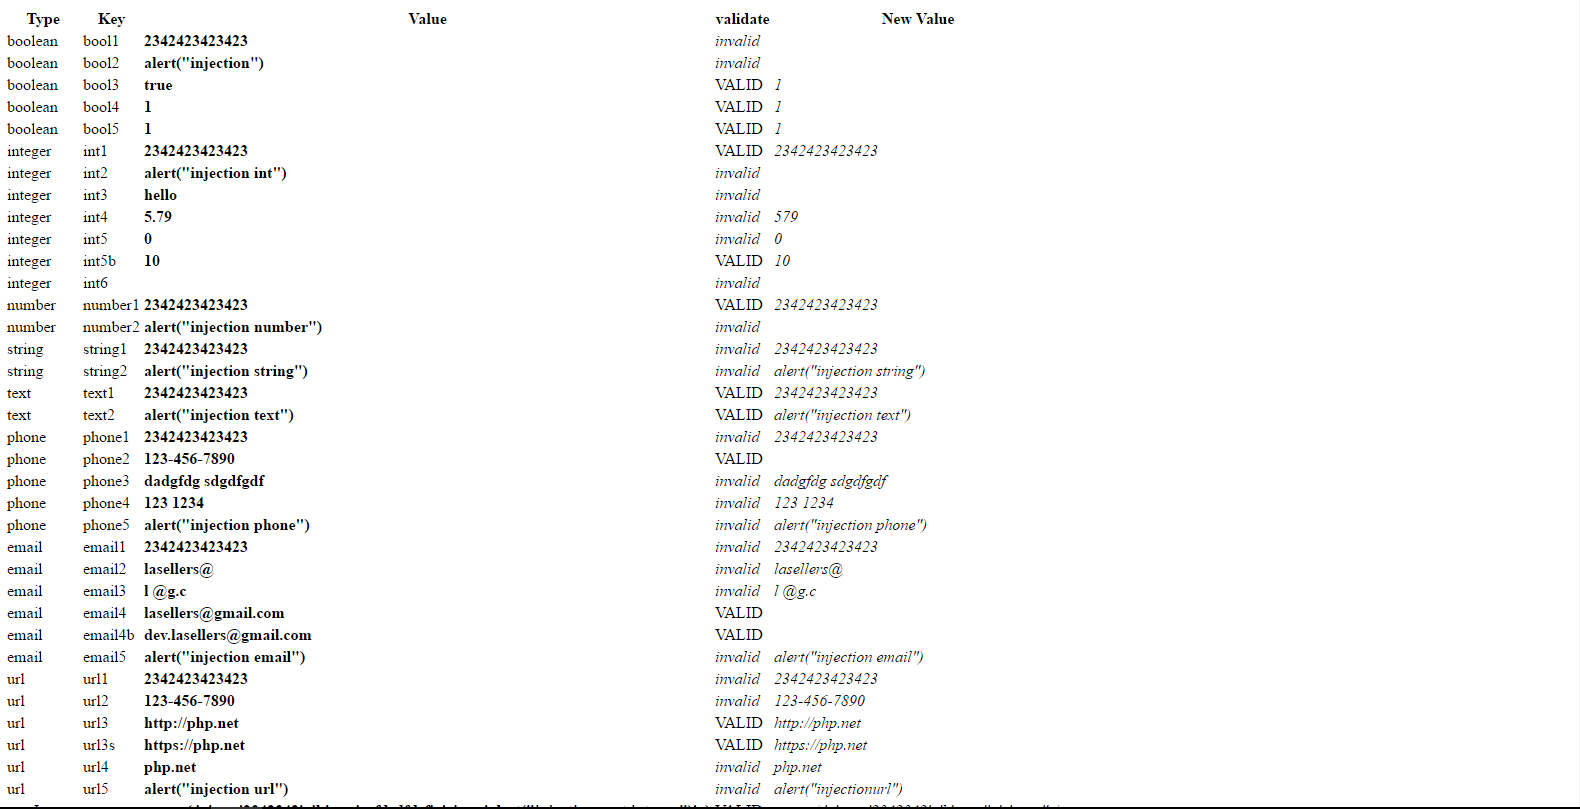 Type Key Value validate New Value
boolean bool1 2342423423423 invalid
boolean bool2 alert("injection") invalid
boolean bool3 true VALID 1
boolean bool4 1 VALID 1
boolean bool5 1 VALID 1
integer int1 2342423423423 VALID 2342423423423
integer int2 alert("injection int") invalid
integer int3 hello invalid
integer int4 5.79 invalid 579
integer int5 0 invalid 0
integer int5b 10 VALID 10
integer int6 invalid
number number1 2342423423423 VALID 2342423423423
number number2 alert("injection number") invalid
string string1 2342423423423 invalid 2342423423423
string string2 alert("injection string") invalid alert("injection string")
text text1 2342423423423 VALID 2342423423423
text text2 alert("injection text") VALID alert("injection text")
phone phone1 2342423423423 invalid 2342423423423
phone phone2 123-456-7890 VALID
phone phone3 dadgfdg sdgdfgdf invalid dadgfdg sdgdfgdf
phone phone4 123 1234 invalid 123 1234
phone phone5 alert("injection phone") invalid alert("injection phone")
email email1 2342423423423 invalid 2342423423423
email email2 lasellers@ invalid lasellers@
email email3 l @g.c invalid l @g.c
email email4 lasellers@gmail.com VALID
email email4b dev.lasellers@gmail.com VALID
email email5 alert("injection email") invalid alert("injection email")
url url1 2342423423423 invalid 2342423423423
url url2 123-456-7890 invalid 123-456-7890
url url3 http://php.net VALID http://php.net
url url3s https://php.net VALID https://php.net
url url4 php.net invalid php.net
url url5 alert("injection url") invalid alert("injectionurl")
VALID